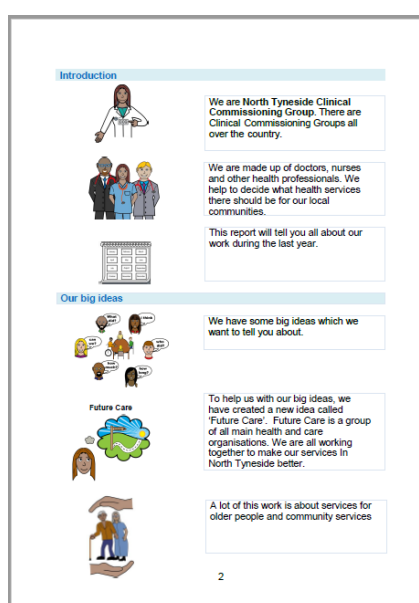 Introduction
We are North Tyneside Clinical
Commissioning Group. There are
Clinical Commissioning Groups all
over the country.
We are made up of doctors, nurses
and other health professionals. We
help to decide what health services
there should be for our local
communities.
This report will tell you all about our
work during the last year.
Our big ideas
We have some big ideas which we
want to tell you about.
Future Care
To help us with our big ideas, we
have created a new idea called
'Future Care'.  Future Care is a group
of all main health and care
organisations. We are all working
together to make our services In
North Tyneside better.
A lot of this work is about services for
older people and community services
2